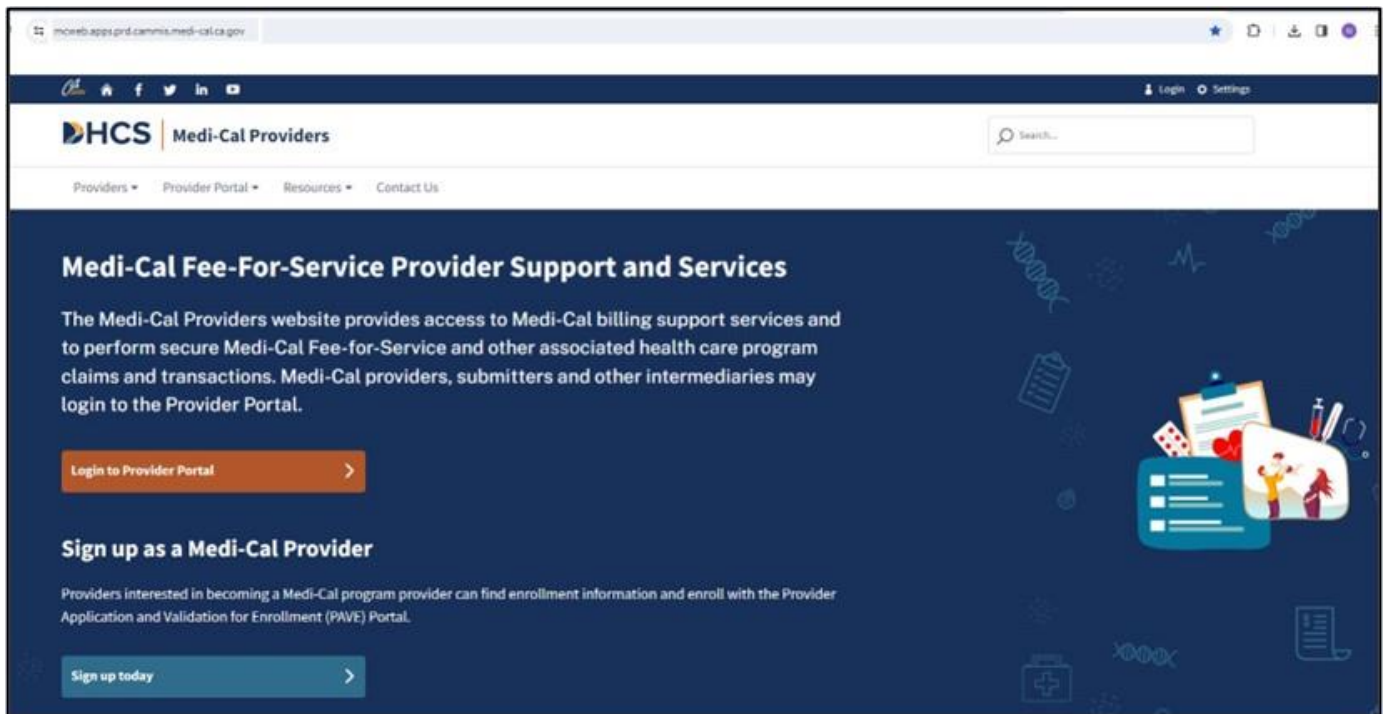 mcweb.apps.prd.cammis.medi-cal.ca.gov
Login Settings
DHCS Medi-Cal Providers
Search...
Providers Provider Portal Resources Contact Us
Medi-Cal Fee-For-Service Provider Support and Services
The Medi-Cal Providers website provides access to Medi-Cal billing support services and
to perform secure Medi-Cal Fee-for-Service and other associated health care program
claims and transactions. Medi-Cal providers, submitters and other intermediaries may
login to the Provider Portal.
Login to Provider Portal
Sign up as a Medi-Cal Provider
Providers interested in becoming a Medi-Cal program provider can find enrollment information and enroll with the Provider
Application and Validation for Enrollment (PAVE) Portal.
Sign up today